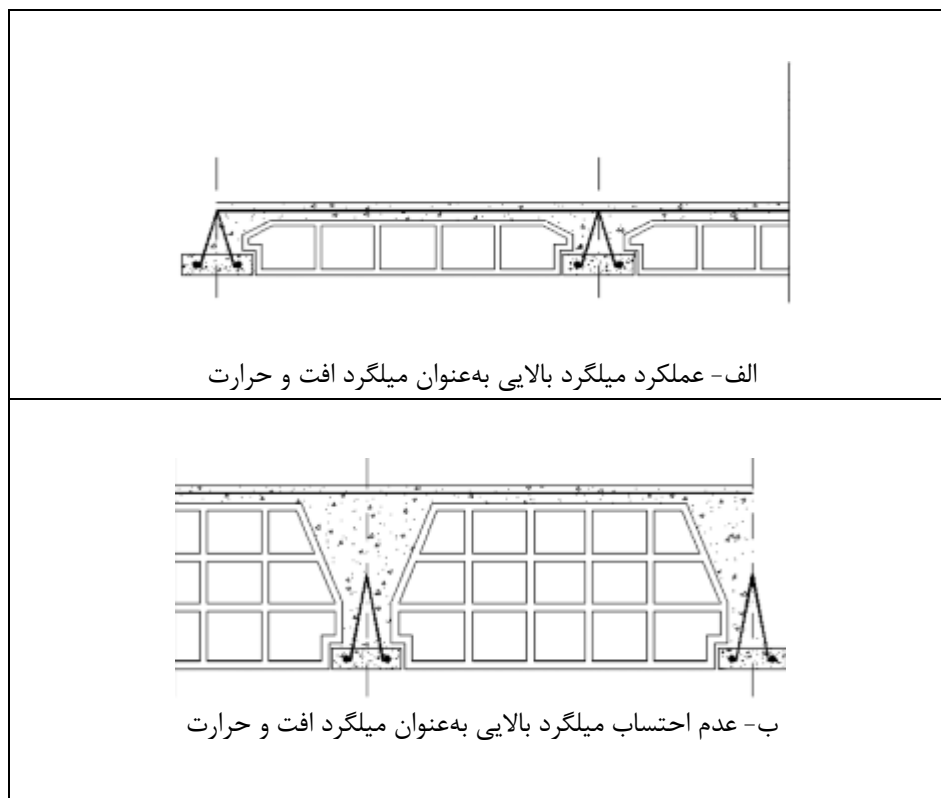 الف- عملکرد میلگرد بالایی به‌عنوان میلگرد افت و حرارت
ب- عدم احتساب میلگرد بالایی به‌عنوان میلگرد افت و حرارت